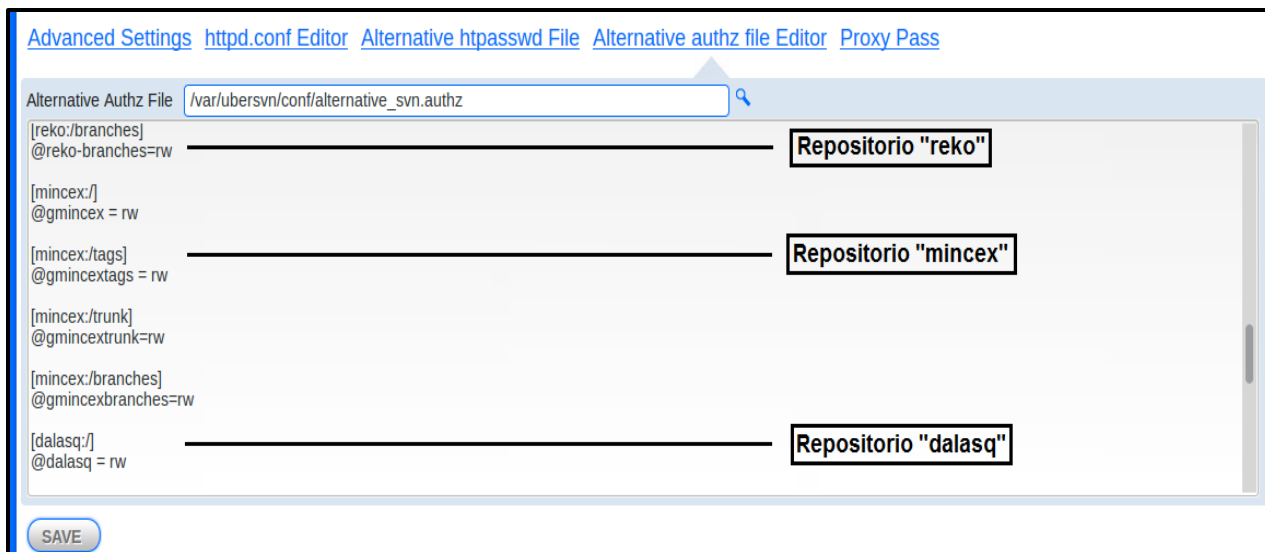 Advanced Settings httpd.conf Editor Alternative htpasswd File Alternative authz file Editor Proxy Pass
Alternative Authz File /var/ubersvn/conf/alternative_svn.authz
[reko:/branches]
@reko-branches=rw
Repositorio "reko"
[mincex:/]
@gmincex = rw
[mincex:/tags]
Repositorio "mincex"
@gmincextags = rw
[mincex:/trunk]
@gmincextrunk=rw
[mincex:/branches]
@gmincexbranches=rw
[dalasq:/]
Repositorio "dalasq"
@dalasq = rw
SAVE